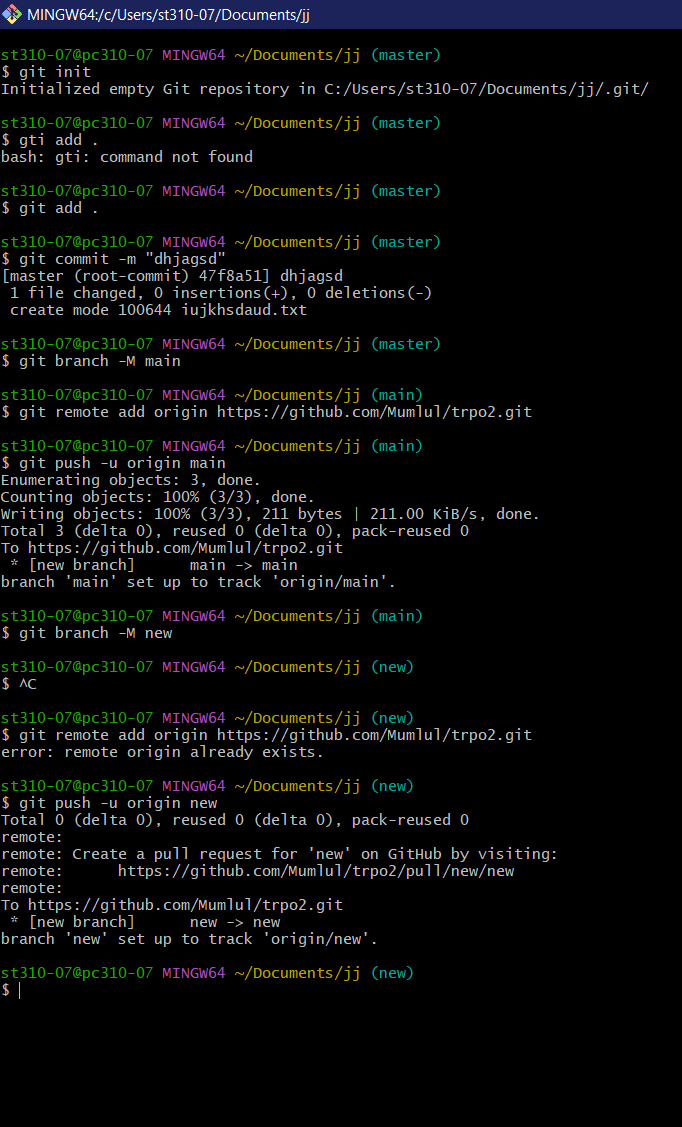 MINGW64:/c/Users/st310-07/Documents/jj
st310-07@pc310-07 MINGW64 ~/Documents/jj (master)
$ git init
Initialized empty Git repository in C:/Users/st310-07/Documents/jj/.git/
st310-07@pc310-07 MINGW64 ~/Documents/jj (master)
$ gti add .
bash: gti: command not found
st310-07@pc310-07 MINGW64 ~/Documents/jj (master)
$ git add .
st310-07@pc310-07 MINGW64 ~/Documents/jj (master)
$ git commit -m "dhjagsd"
[master (root-commit) 47f8a51] dhjagsd
 1 file changed, 0 insertions(+), 0 deletions(-)
 create mode 100644 iujkhsdaud.txt
st310-07@pc310-07 MINGW64 ~/Documents/jj (master)
$ git branch -M main
st310-07@pc310-07 MINGW64 ~/Documents/jj (main)
$ git remote add origin https://github.com/Mumlul/trpo2.git
st310-07@pc310-07 MINGW64 ~/Documents/jj (main)
$ git push -u origin main
Enumerating objects: 3, done.
Counting objects: 100% (3/3), done.
Writing objects: 100% (3/3), 211 bytes | 211.00 KiB/s, done.
Total 3 (delta 0), reused 0 (delta 0), pack-reused 0
To https://github.com/Mumlul/trpo2.git
 * [new branch]      main -> main
branch 'main' set up to track 'origin/main'.
st310-07@pc310-07 MINGW64 ~/Documents/jj (main)
$ git branch -M new
st310-07@pc310-07 MINGW64 ~/Documents/jj (new)
$ ^C
st310-07@pc310-07 MINGW64 ~/Documents/jj (new)
$ git remote add origin https://github.com/Mumlul/trpo2.git
error: remote origin already exists.
st310-07@pc310-07 MINGW64 ~/Documents/jj (new)
$ git push -u origin new
Total 0 (delta 0), reused 0 (delta 0), pack-reused 0
remote:
remote: Create a pull request for 'new' on GitHub by visiting:
remote:      https://github.com/Mumlul/trpo2/pull/new/new
remote:
To https://github.com/Mumlul/trpo2.git
 * [new branch]      new -> new
branch 'new' set up to track 'origin/new'.
st310-07@pc310-07 MINGW64 ~/Documents/jj (new)
$